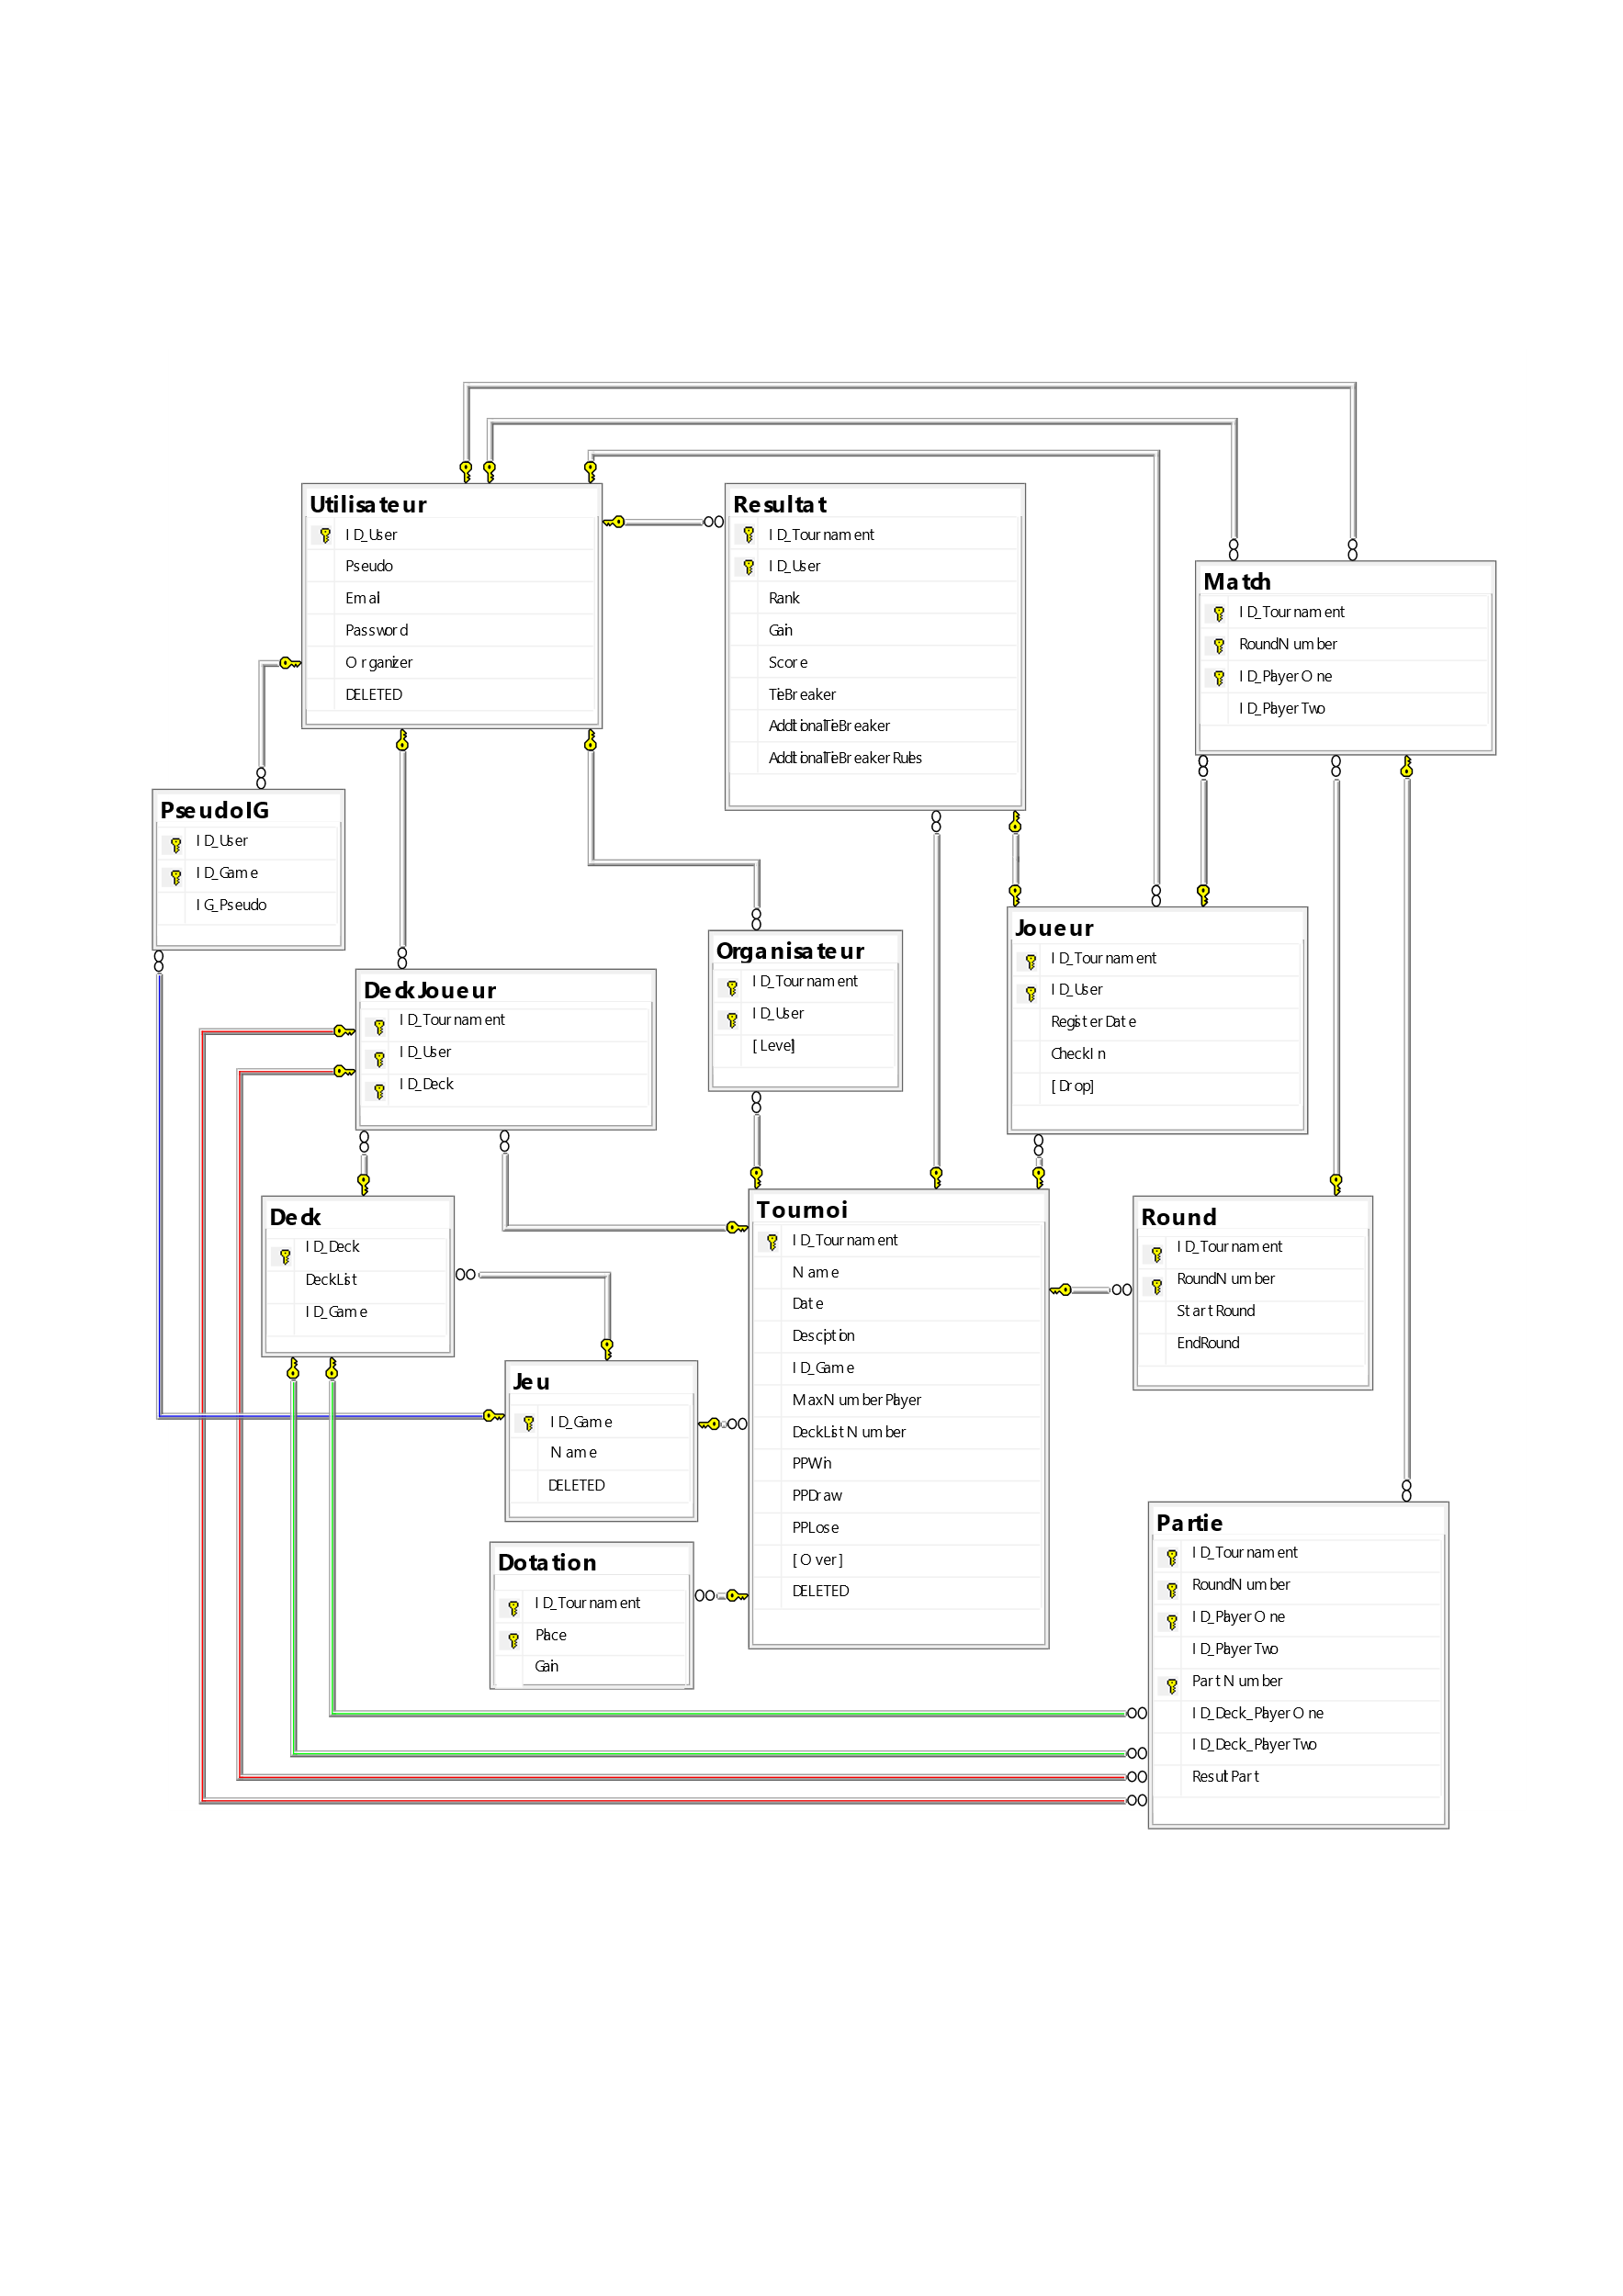 Utilisateur
ID_User
Pseudo
Email
Password
Organizer
DELETED
Resultat
ID_Tournament
ID_User
Rank
Gain
Score
TieBreaker
AdditionalTieBreaker
AdditionalTieBreakerRules
Match
ID_Tournament
RoundNumber
ID_PlayerOne
ID_PlayerTwo
PseudoIG
ID_User
ID_Game
IG_Pseudo
DeckJoueur
ID_Tournament
ID_User
ID_Deck
Organisateur
ID_Tournament
ID_User
[Level]
Joueur
ID_Tournament
ID_User
RegisterDate
CheckIn
[Drop]
Deck
ID_Deck
DeckList
ID_Game
Tournoi
ID_Tournament
Name
Date
Desciption
ID_Game
MaxNumberPlayer
DeckListNumber
PPWin
PPDraw
PPLose
[Over]
DELETED
Round
ID_Tournament
RoundNumber
StartRound
EndRound
Jeu
ID_Game
Name
DELETED
Dotation
ID_Tournament
Place
Gain
Partie
ID_Tournament
RoundNumber
ID_PlayerOne
ID_PlayerTwo
PartNumber
ID_Deck_PlayerOne
ID_Deck_PlayerTwo
ResultPart